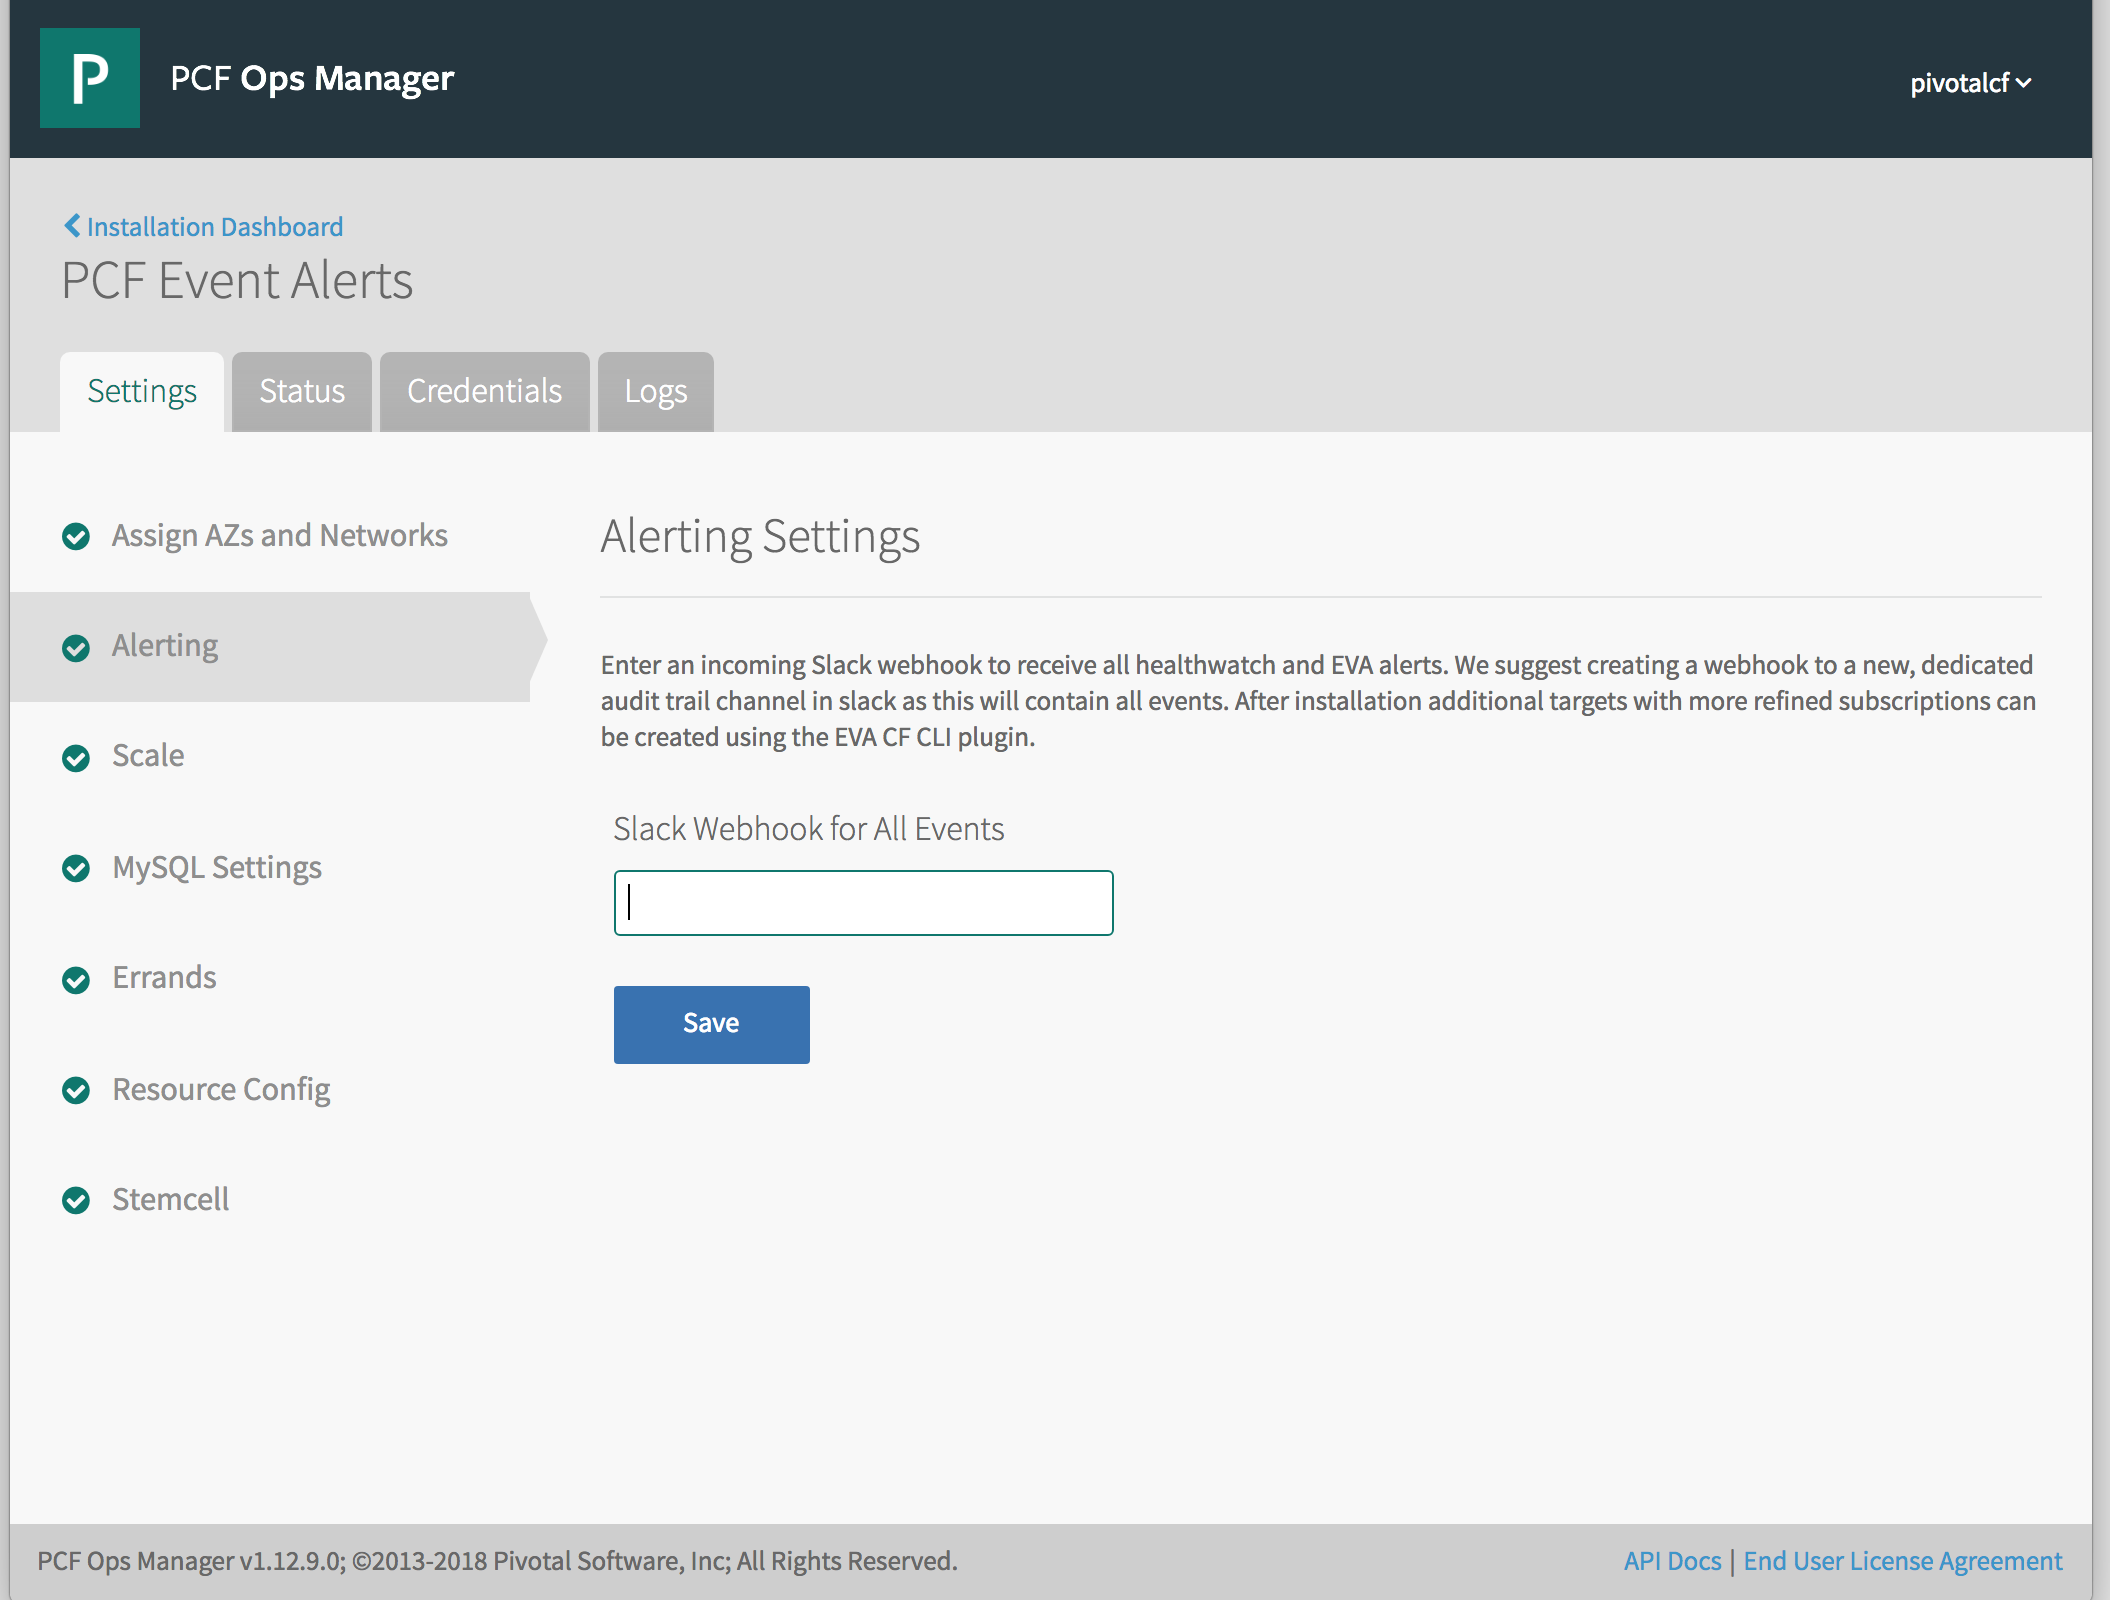 P
PCF Ops Manager
pivotalcf
Installation Dashboard
PCF Event Alerts
Settings
Status
Credentials
Logs
Assign AZs and Networks
Alerting
Scale
MySQL Settings
Errands
Resource Config
Stemcell
Alerting Settings
Enter an incoming Slack webhook to receive all healthwatch and EVA alerts. We suggest creating a webhook to a new, dedicated
audit trail channel in slack as this will contain all events. After installation additional targets with more refined subscriptions can
be created using the EVA CF CLI plugin.
Slack Webhook for All Events
Save
PCF Ops Manager v1.12.9.0; ©2013-2018 Pivotal Software, Inc; All Rights Reserved.
API Docs | End User License Agreement